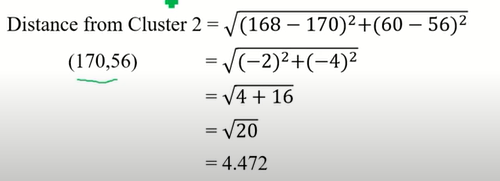 Distance from Cluster 2 = √(168 − 170)²+(60 − 56)²
(170,56) = √(−2)²+(−4)²
= √4 + 16
= √20
= 4.472